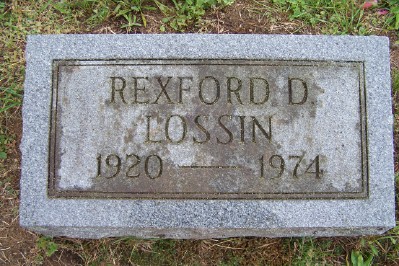 REXFORD D.
LOSSIN
1920 — 1974